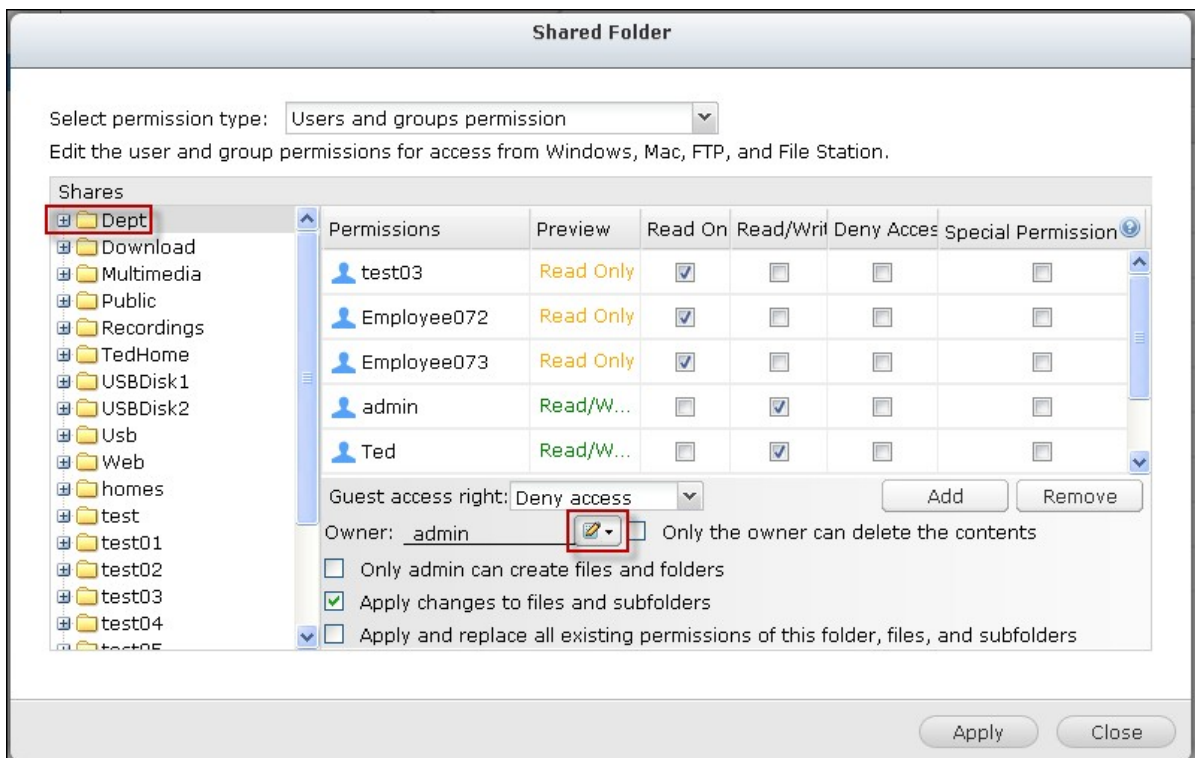 Shared Folder
Select permission type: Users and groups permission
Edit the user and group permissions for access from Windows, Mac, FTP, and File Station.
Shares
Dept
Download
Multimedia
Public
Recordings
TedHome
USBDisk1
USBDisk2
Usb
Web
homes
test
test01
test02
test03
test04
Permissions Preview Read On Read/Writ Deny Acces Special Permission
test03 Read Only
Employee072 Read Only
Employee073 Read Only
admin Read/W...
Ted Read/W...
Guest access right: Deny access Add Remove
Owner: admin Only the owner can delete the contents
Only admin can create files and folders
Apply changes to files and subfolders
Apply and replace all existing permissions of this folder, files, and subfolders
Apply Close